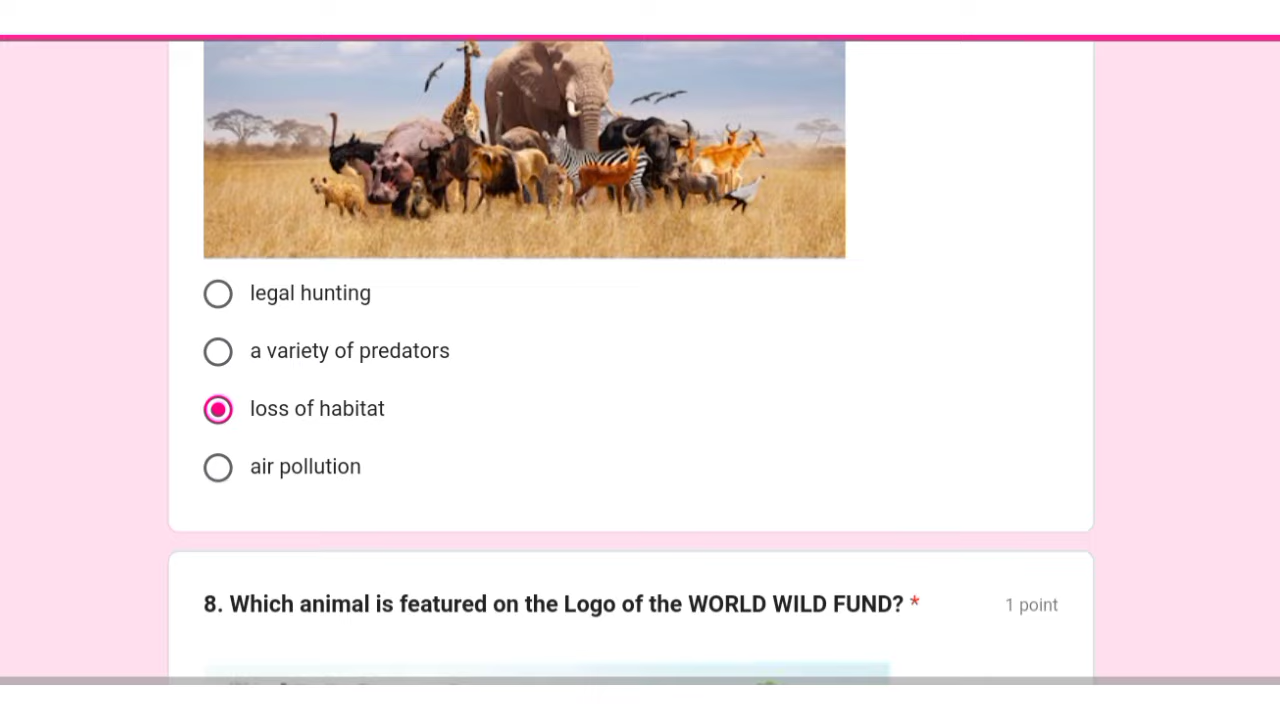 legal hunting
a variety of predators
loss of habitat
air pollution
8. Which animal is featured on the Logo of the WORLD WILD FUND? *
1 point